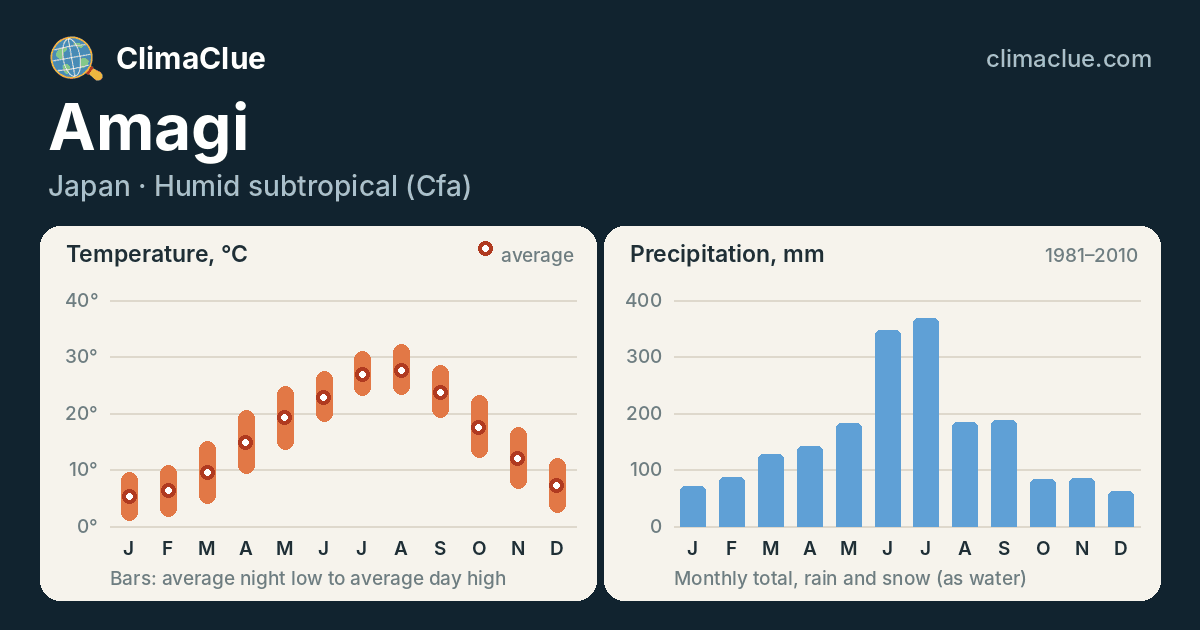 ClimaClue
climaclue.com
Amagi
Japan · Humid subtropical (Cfa)
Temperature, °C
average
40°
30°
20°
10°
0°
J F M A M J J A S O N D
Bars: average night low to average day high
Precipitation, mm
1981–2010
400
300
200
100
0
J F M A M J J A S O N D
Monthly total, rain and snow (as water)